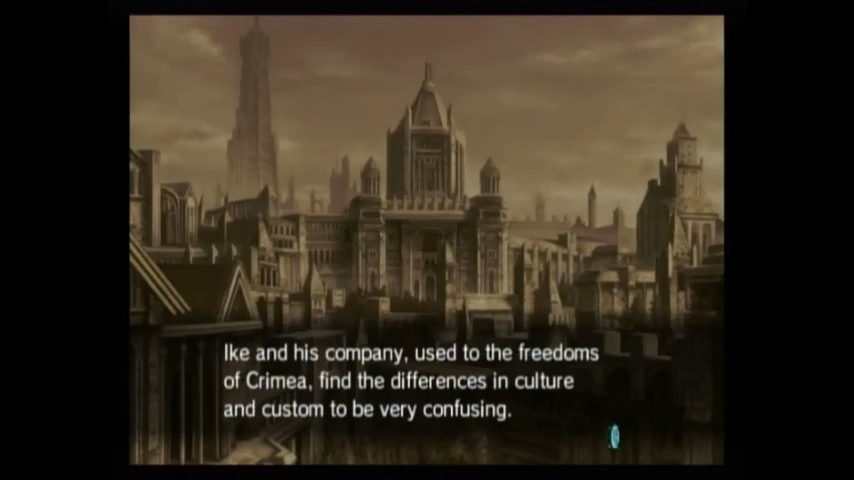 Ike and his company, used to the freedoms
of Crimea, find the differences in culture
and custom to be very confusing.